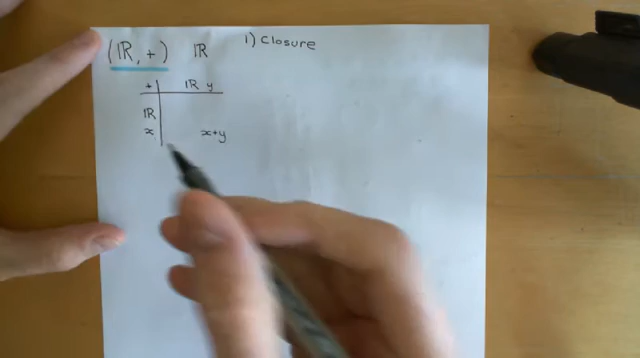 (ℝ, +) ℝ 1) Closure
+ ℝ y
ℝ
x x+y